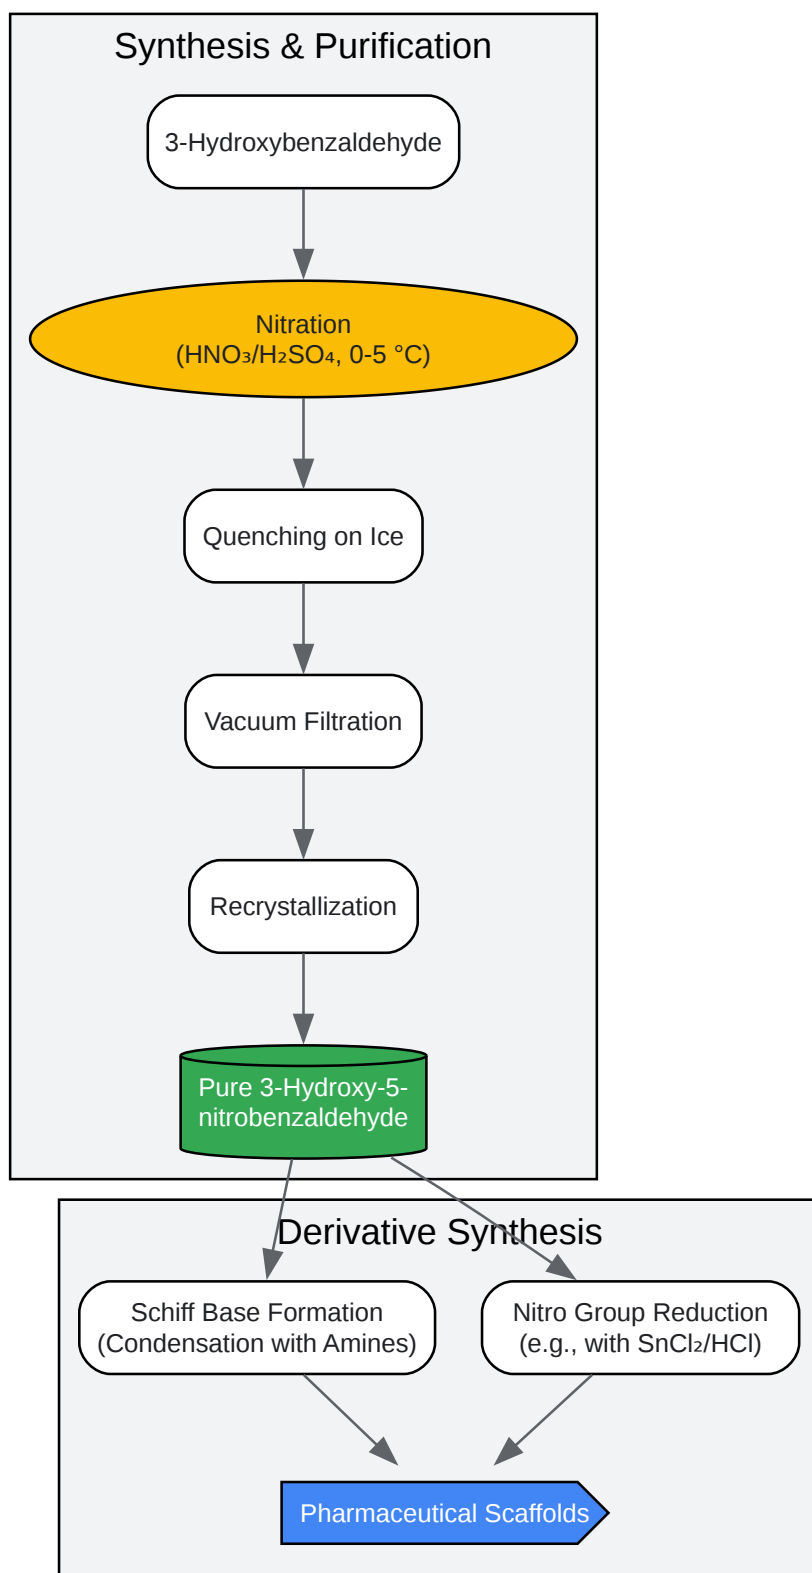 Synthesis & Purification
3-Hydroxybenzaldehyde
Nitration
(HNO₃/H₂SO₄, 0-5 °C)
Quenching on Ice
Vacuum Filtration
Recrystallization
Pure 3-Hydroxy-5-
nitrobenzaldehyde
Derivative Synthesis
Schiff Base Formation
(Condensation with Amines)
Nitro Group Reduction
(e.g., with SnCl₂/HCl)
Pharmaceutical Scaffolds